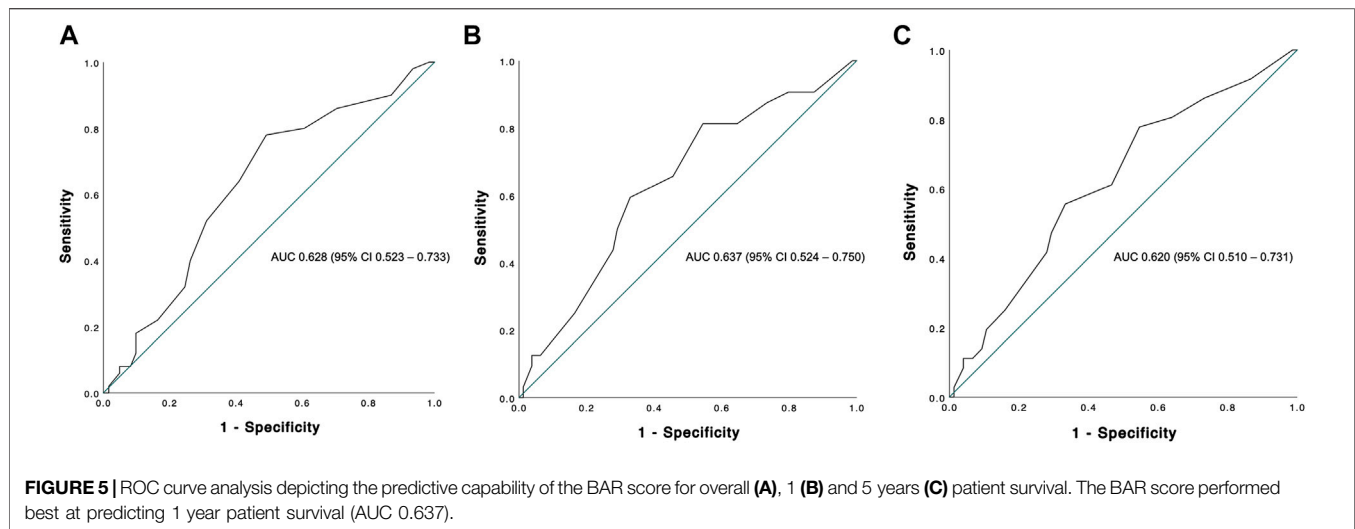 A
B
C
1.0
0.8
0.6
0.4
0.2
0.0
Sensitivity
0.0 0.2 0.4 0.6 0.8 1.0
1 - Specificity
AUC 0.628 (95% CI 0.523 – 0.733)
1.0
0.8
0.6
0.4
0.2
0.0
Sensitivity
0.0 0.2 0.4 0.6 0.8 1.0
1 - Specificity
AUC 0.637 (95% CI 0.524 – 0.750)
1.0
0.8
0.6
0.4
0.2
0.0
Sensitivity
0.0 0.2 0.4 0.6 0.8 1.0
1 - Specificity
AUC 0.620 (95% CI 0.510 – 0.731)
FIGURE 5 | ROC curve analysis depicting the predictive capability of the BAR score for overall (A), 1 (B) and 5 years (C) patient survival. The BAR score performed
best at predicting 1 year patient survival (AUC 0.637).